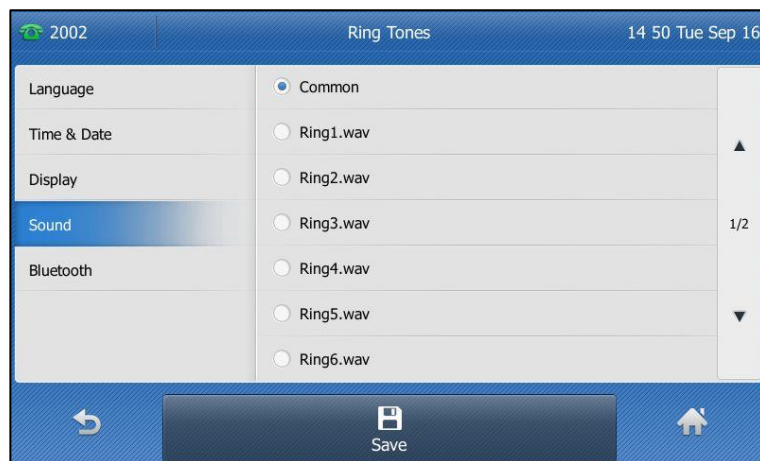 2002 Ring Tones 14 50 Tue Sep 16
Language
Time & Date
Display
Sound
Bluetooth
Common
Ring1.wav
Ring2.wav
Ring3.wav
Ring4.wav
Ring5.wav
Ring6.wav
1/2
Save